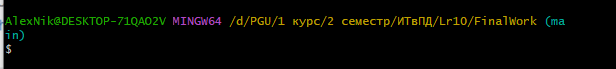 AlexNik@DESKTOP-71QAO2V MINGW64 /d/PGU/1 курс/2 семестр/ИТвПД/Lr10/FinalWork (ma
in)
$